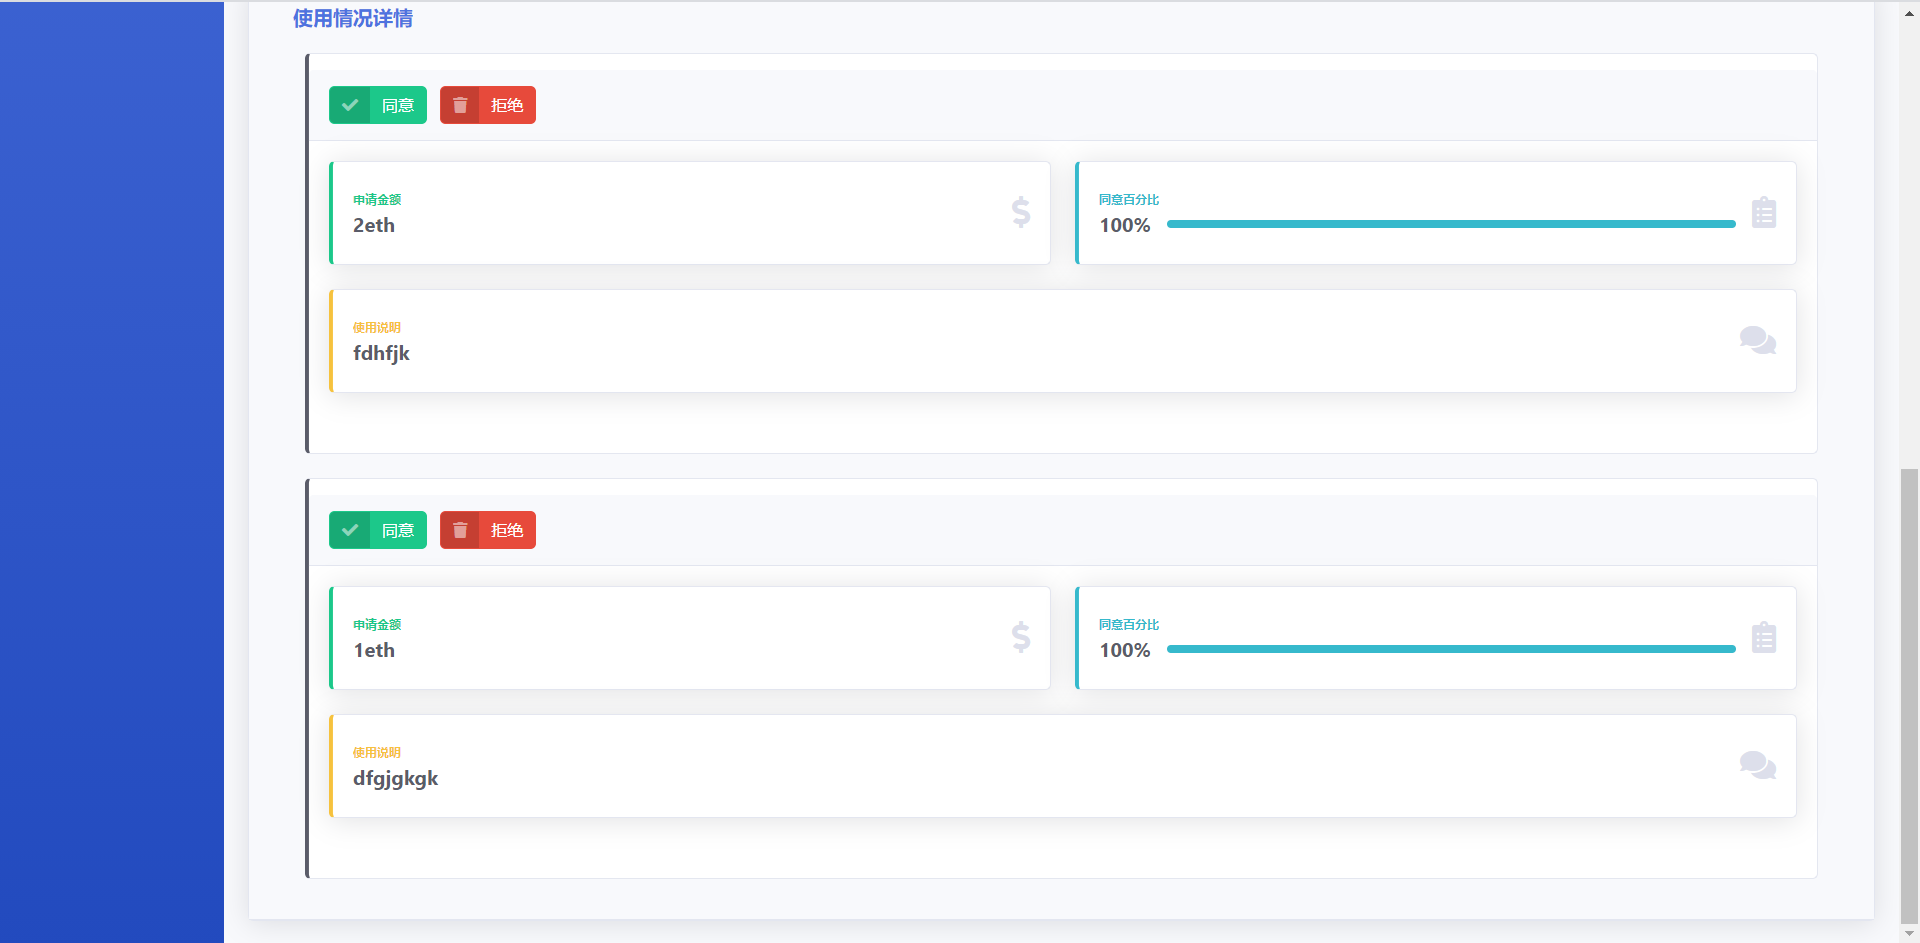 使用情况详情
同意 拒绝
申请金额
2eth
同意百分比
100%
使用说明
fdhfjk
同意 拒绝
申请金额
1eth
同意百分比
100%
使用说明
dfgjgkgk